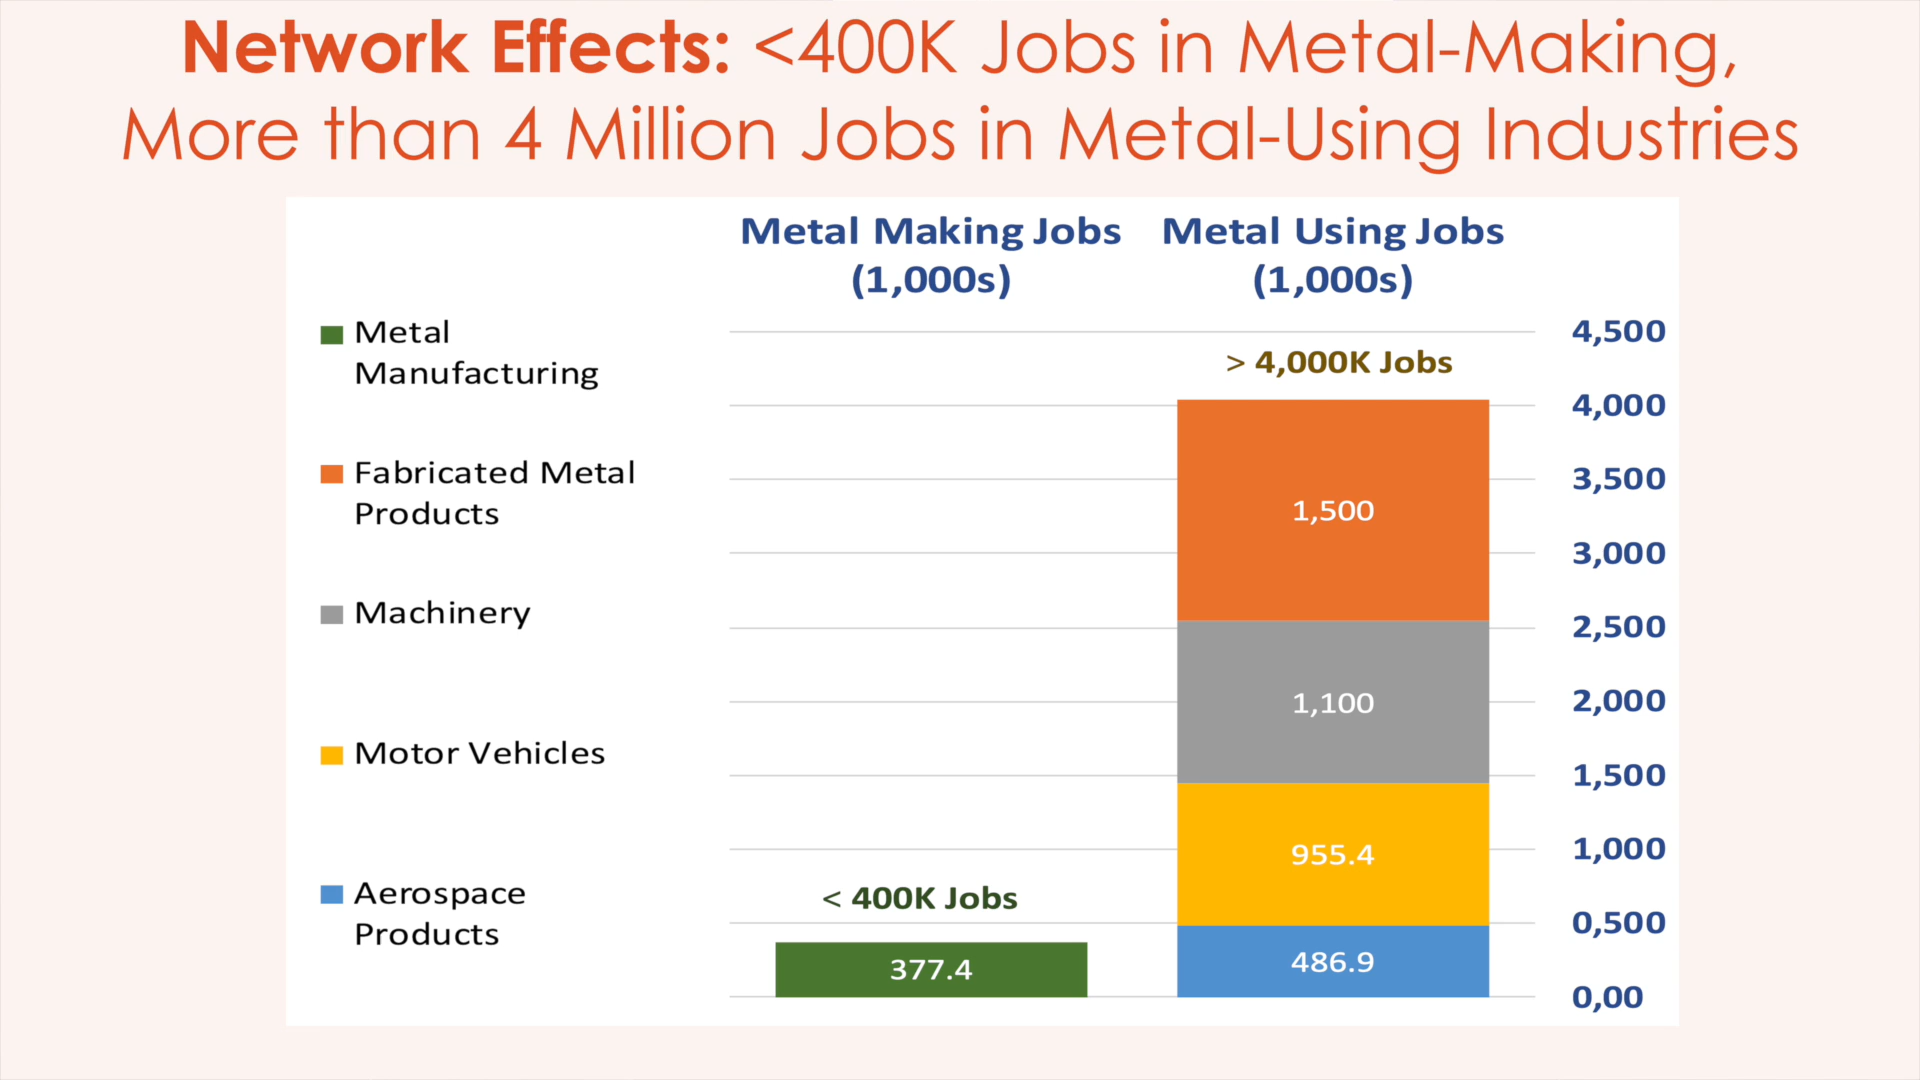 Network Effects: <400K Jobs in Metal-Making,
More than 4 Million Jobs in Metal-Using Industries
Metal Making Jobs
(1,000s)
Metal Using Jobs
(1,000s)
Metal
Manufacturing
Fabricated Metal
Products
Machinery
Motor Vehicles
Aerospace
Products
< 400K Jobs
377.4
> 4,000K Jobs
1,500
1,100
955.4
486.9
4,500
4,000
3,500
3,000
2,500
2,000
1,500
1,000
0,500
0,00